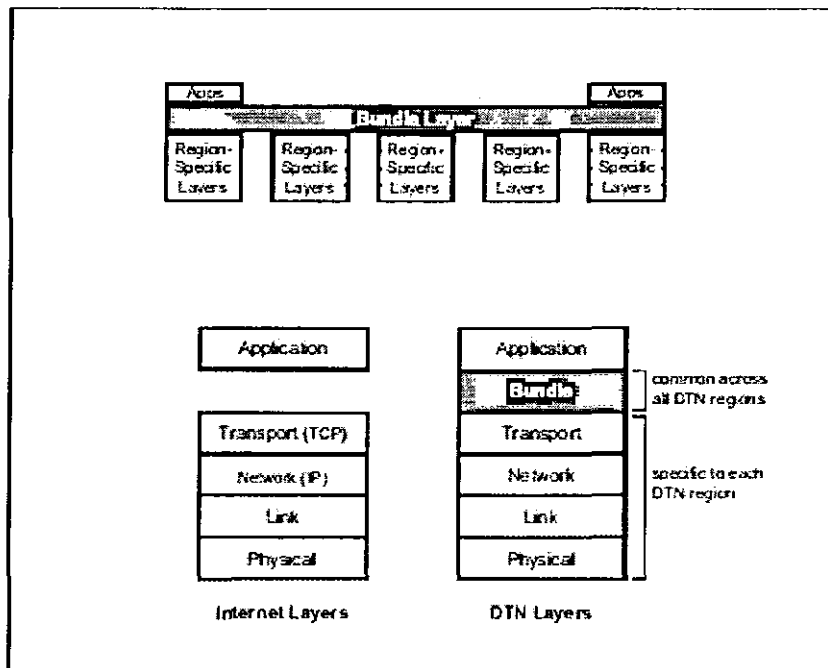 Apps
Apps
Bundle Layer
Region-
Specific
Layers
Region-
Specific
Layers
Region-
Specific
Layers
Region-
Specific
Layers
Region-
Specific
Layers
Application
Transport (TCP)
Network (IP)
Link
Physical
Internet Layers
Application
Bundle
Transport
Network
Link
Physical
DTN Layers
common across
all DTN regions
specific to each
DTN region